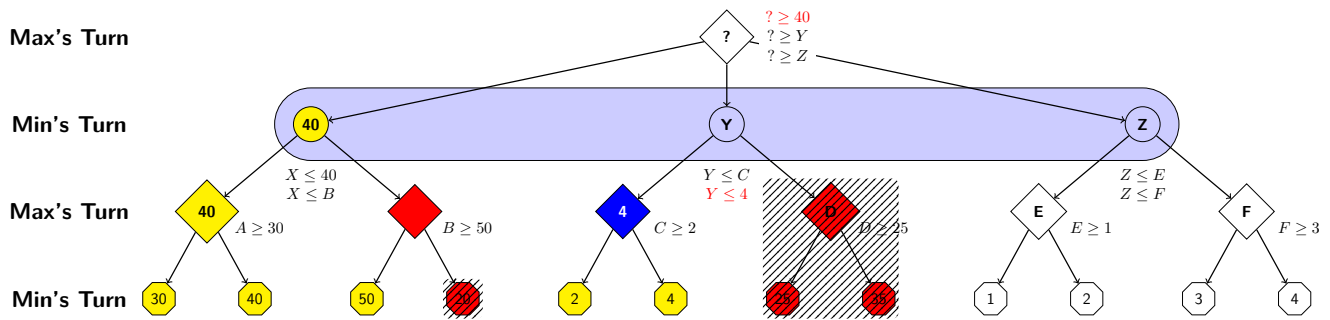 Max's Turn
?
? ≥ 40
? ≥ Y
? ≥ Z
Min's Turn
40
Y
Z
X ≤ 40
X ≤ B
Y ≤ C
Y ≤ 4
Z ≤ E
Z ≤ F
Max's Turn
40
A ≥ 30
B ≥ 50
4
C ≥ 2
D
D ≥ 25
E
E ≥ 1
F
F ≥ 3
Min's Turn
30
40
50
20
2
4
25
35
1
2
3
4